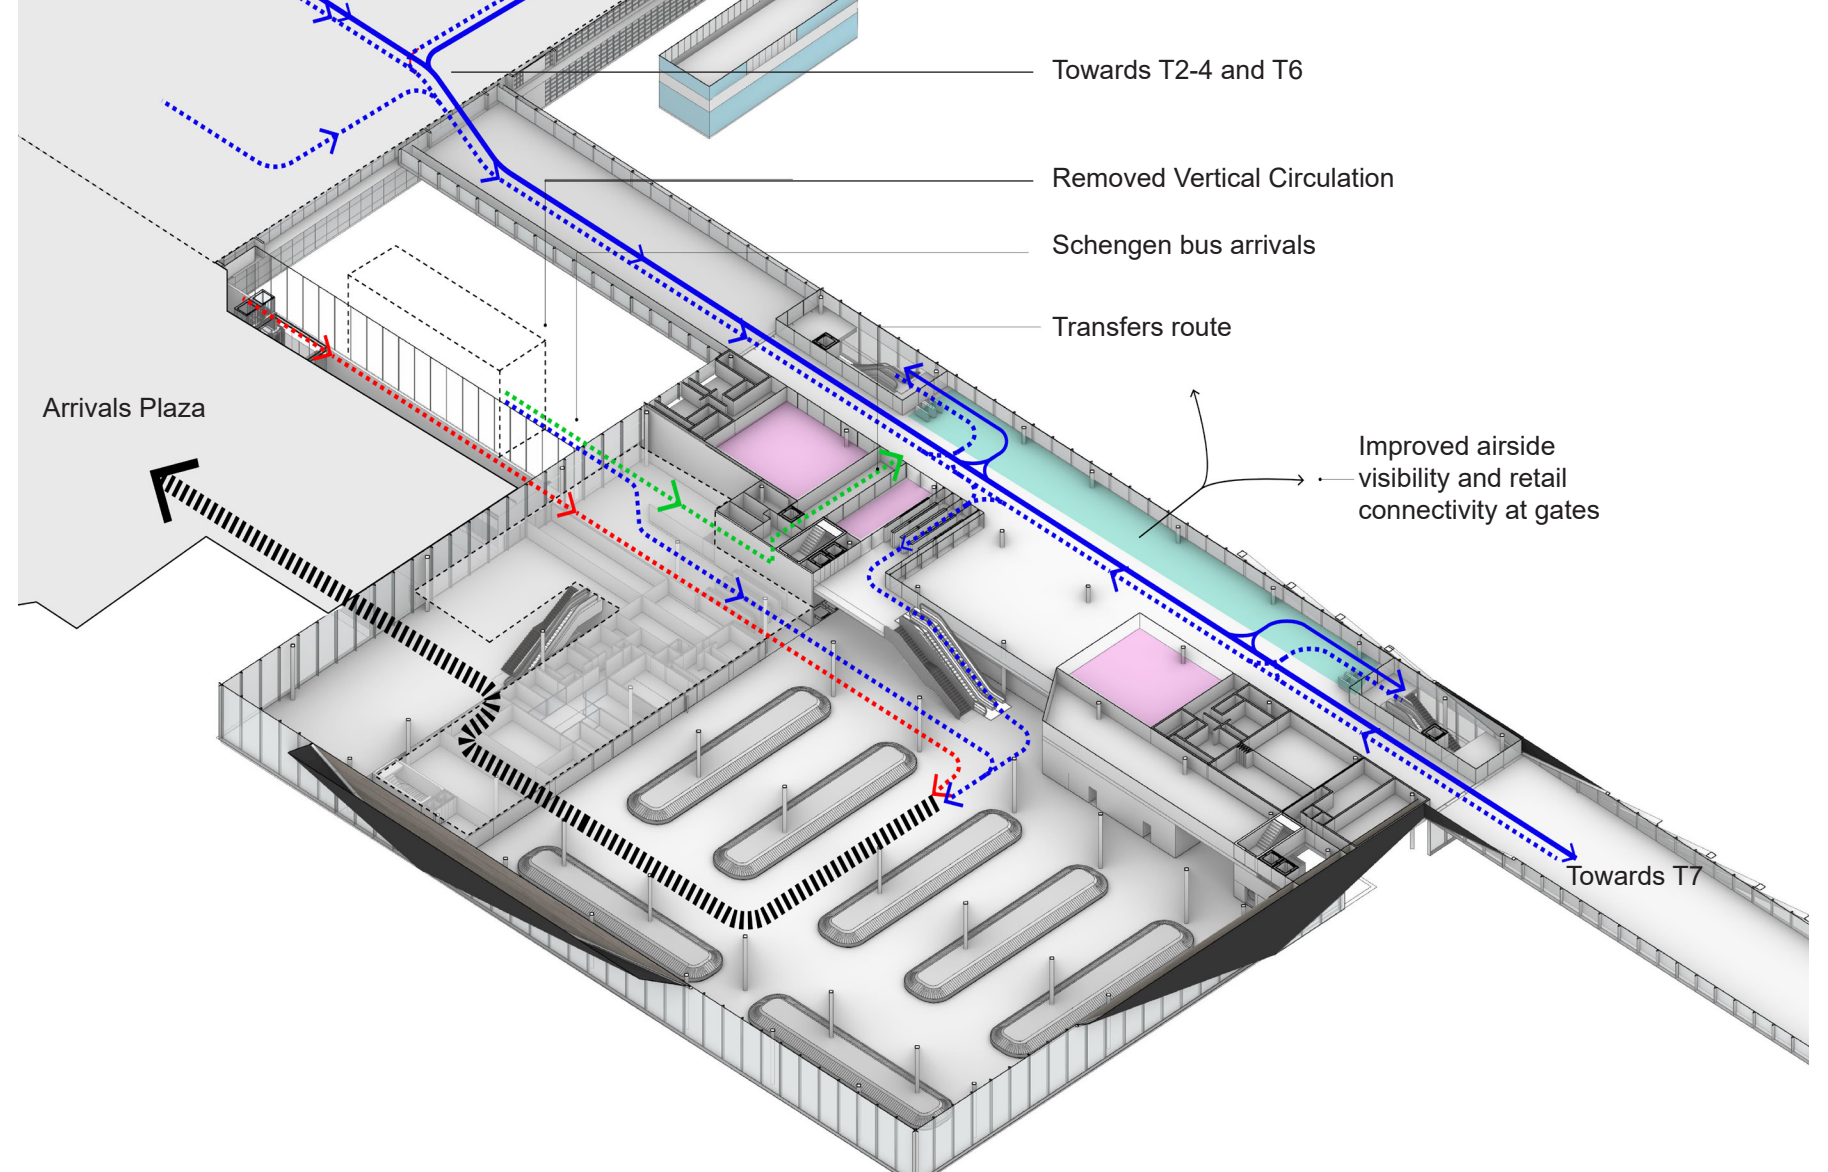 Towards T2-4 and T6
Removed Vertical Circulation
Schengen bus arrivals
Transfers route
Arrivals Plaza
Improved airside
visibility and retail
connectivity at gates
Towards T7